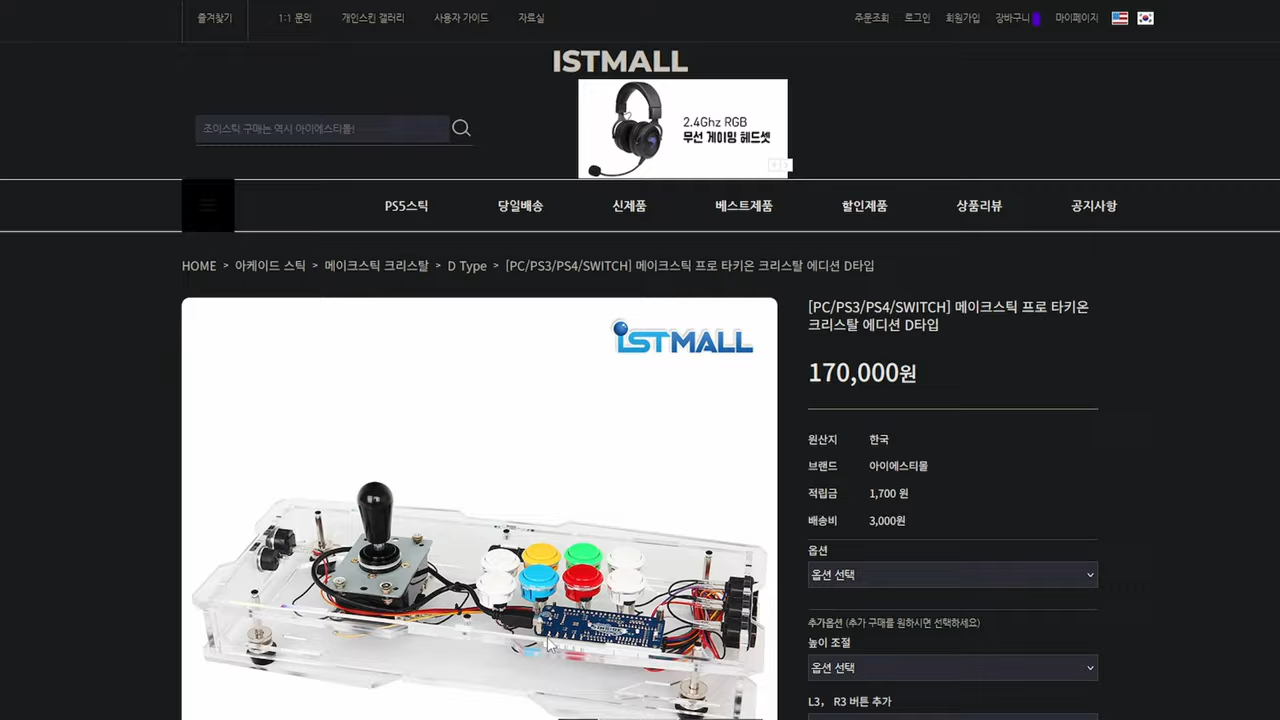 즐겨찾기 1:1 문의 개인스킨 갤러리 사용자 가이드 자료실 주문조회 로그인 회원가입 장바구니 마이페이지
ISTMALL
조이스틱 구매는 역시 아이에스티몰!
2.4Ghz RGB
무선 게이밍 헤드셋
PS5스틱 당일배송 신제품 베스트제품 할인제품 상품리뷰 공지사항
HOME > 아케이드 스틱 > 메이크스틱 크리스탈 > D Type > [PC/PS3/PS4/SWITCH] 메이크스틱 프로 타키온 크리스탈 에디션 D타입
ISTMALL
[PC/PS3/PS4/SWITCH] 메이크스틱 프로 타키온
크리스탈 에디션 D타입
170,000원
원산지 한국
브랜드 아이에스티몰
적립금 1,700 원
배송비 3,000원
옵션
옵션 선택
추가옵션 (추가 구매를 원하시면 선택하세요)
높이 조절
옵션 선택
L3, R3 버튼 추가